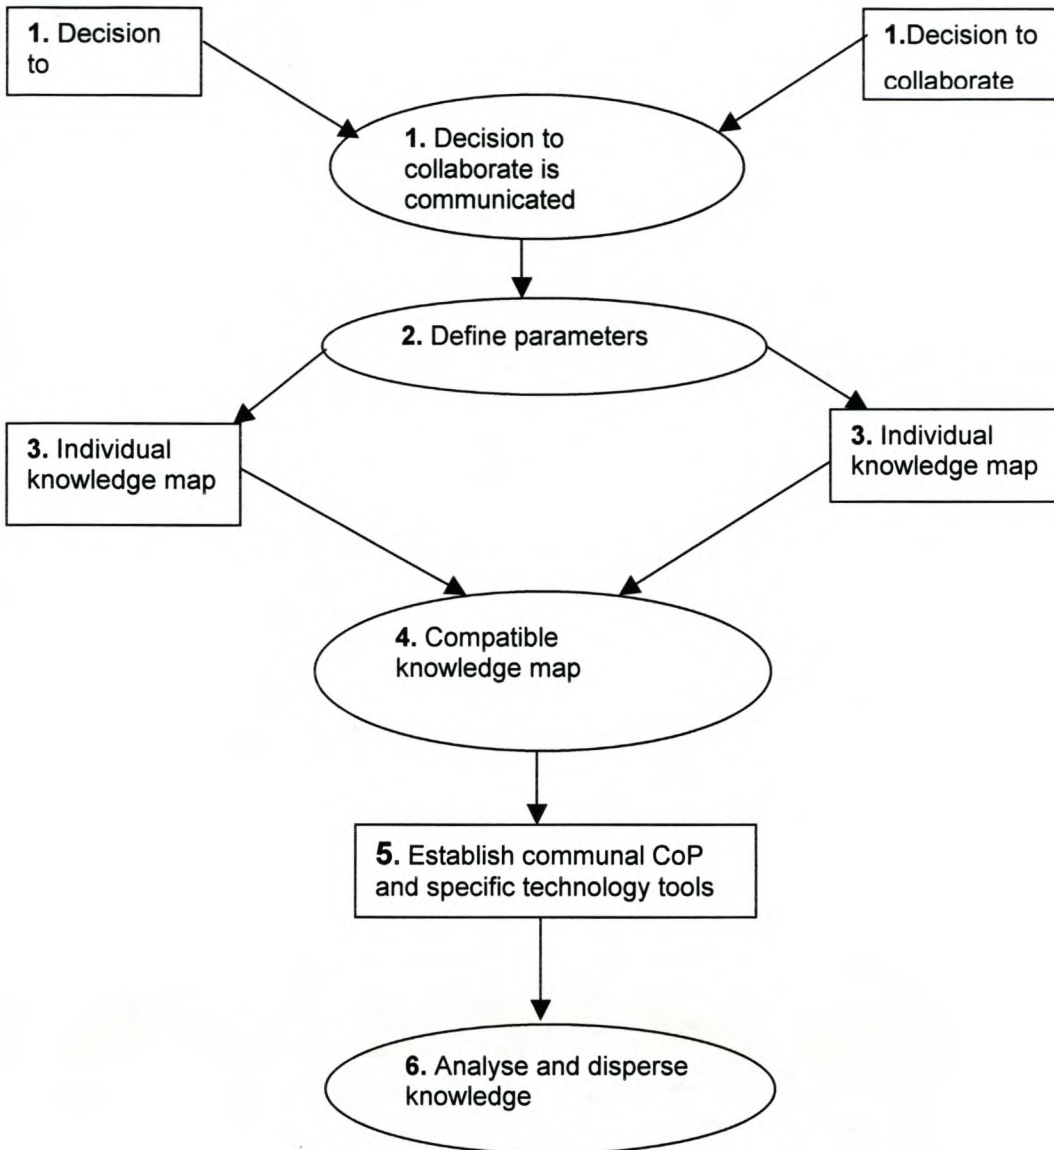 1. Decision
to
1.Decision to
collaborate
1. Decision to
collaborate is
communicated
2. Define parameters
3. Individual
knowledge map
3. Individual
knowledge map
4. Compatible
knowledge map
5. Establish communal CoP
and specific technology tools
6. Analyse and disperse
knowledge